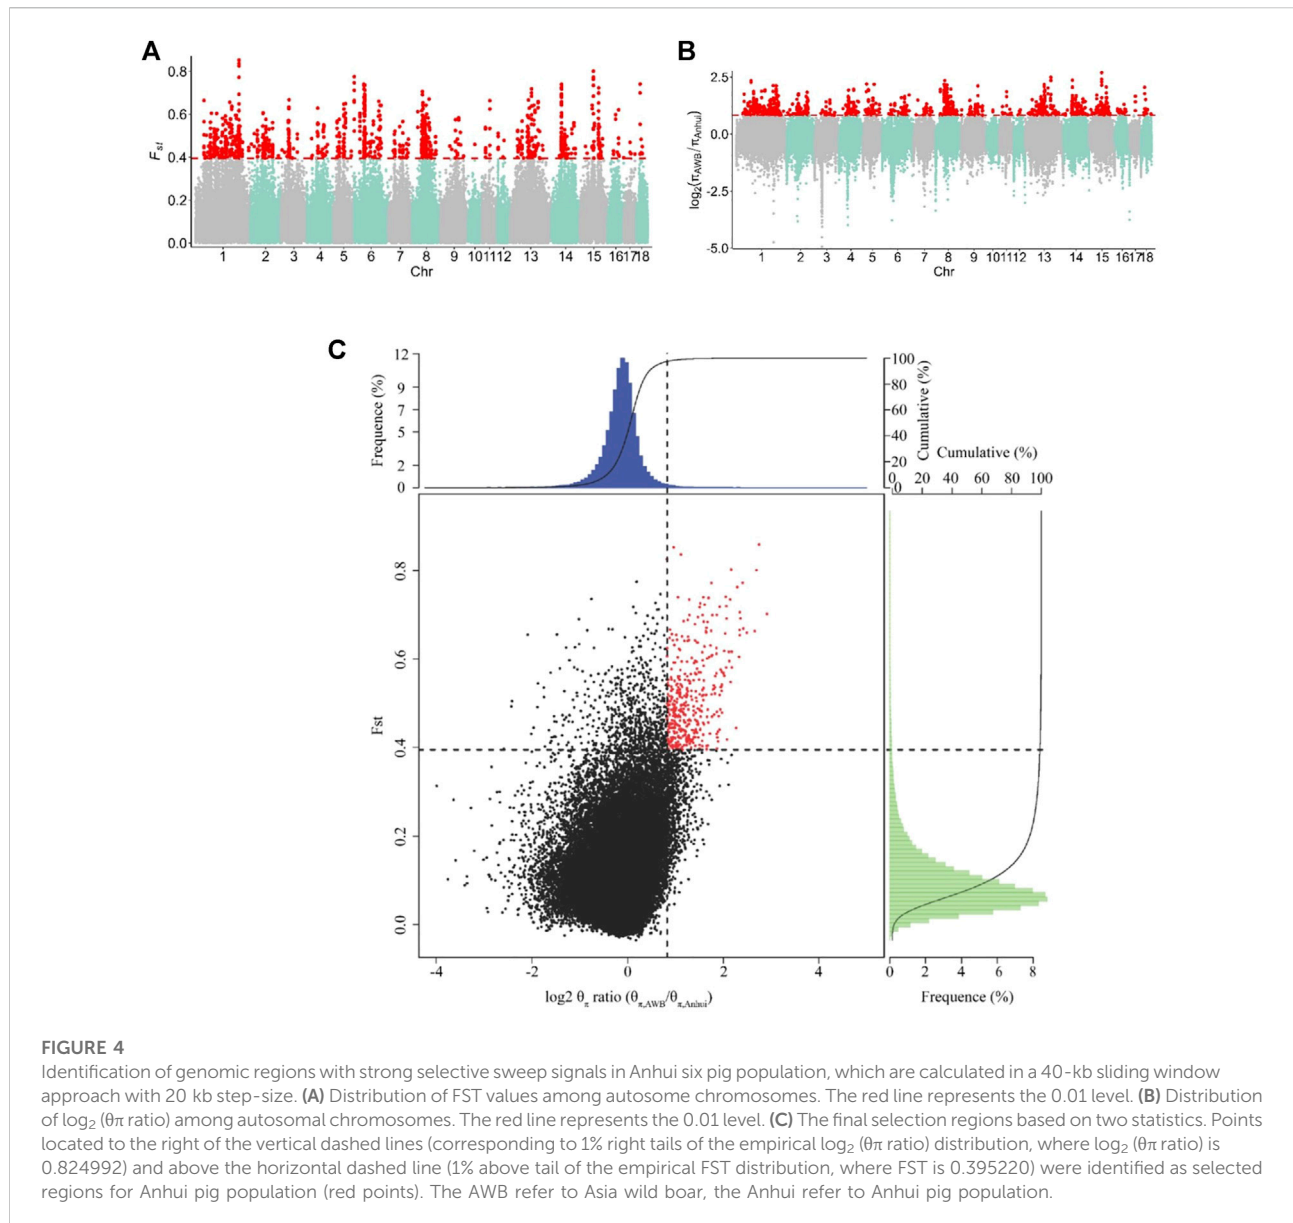 A
B
0.8
0.6
0.4
0.2
0.0
Fst
1 2 3 4 5 6 7 8 9 10 11 12 13 14 15 16 17 18
Chr
2.5
0.0
-2.5
-5.0
log2(πAWB/πAnhui)
1 2 3 4 5 6 7 8 9 10 11 12 13 14 15 16 17 18
Chr
C
12
9
7
5
2
0
Frequence (%)
100
80
60
40
20
0
Cumulative (%)
Cumulative (%)
0 20 40 60 80 100
0.8
0.6
0.4
0.2
0.0
Fst
-4 -2 0 2 4
log2 θπ ratio (θπ,AWB/θπ,Anhui)
0 2 4 6 8
Frequence (%)
FIGURE 4
Identification of genomic regions with strong selective sweep signals in Anhui six pig population, which are calculated in a 40-kb sliding window
approach with 20 kb step-size. (A) Distribution of FST values among autosome chromosomes. The red line represents the 0.01 level. (B) Distribution
of log2 (θπ ratio) among autosomal chromosomes. The red line represents the 0.01 level. (C) The final selection regions based on two statistics. Points
located to the right of the vertical dashed lines (corresponding to 1% right tails of the empirical log2 (θπ ratio) distribution, where log2 (θπ ratio) is
0.824992) and above the horizontal dashed line (1% above tail of the empirical FST distribution, where FST is 0.395220) were identified as selected
regions for Anhui pig population (red points). The AWB refer to Asia wild boar, the Anhui refer to Anhui pig population.